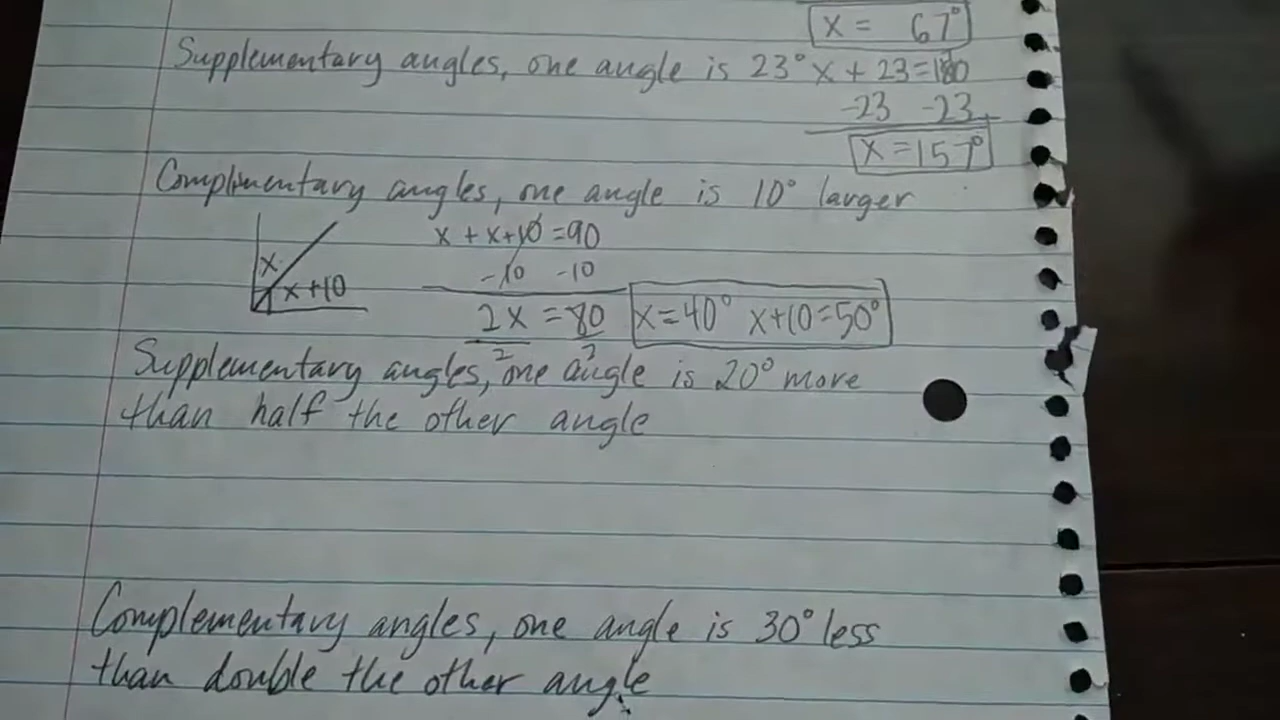 x = 67°
Supplementary angles, one angle is 23° x + 23 = 180
-23 -23
x = 157°
Complimentary angles, one angle is 10° larger
x + x + 10 = 90
x
-10 -10
x+10
2x = 80 x = 40° x+10 = 50°
2 2
Supplementary angles, one angle is 20° more
than half the other angle
Complementary angles, one angle is 30° less
than double the other angle